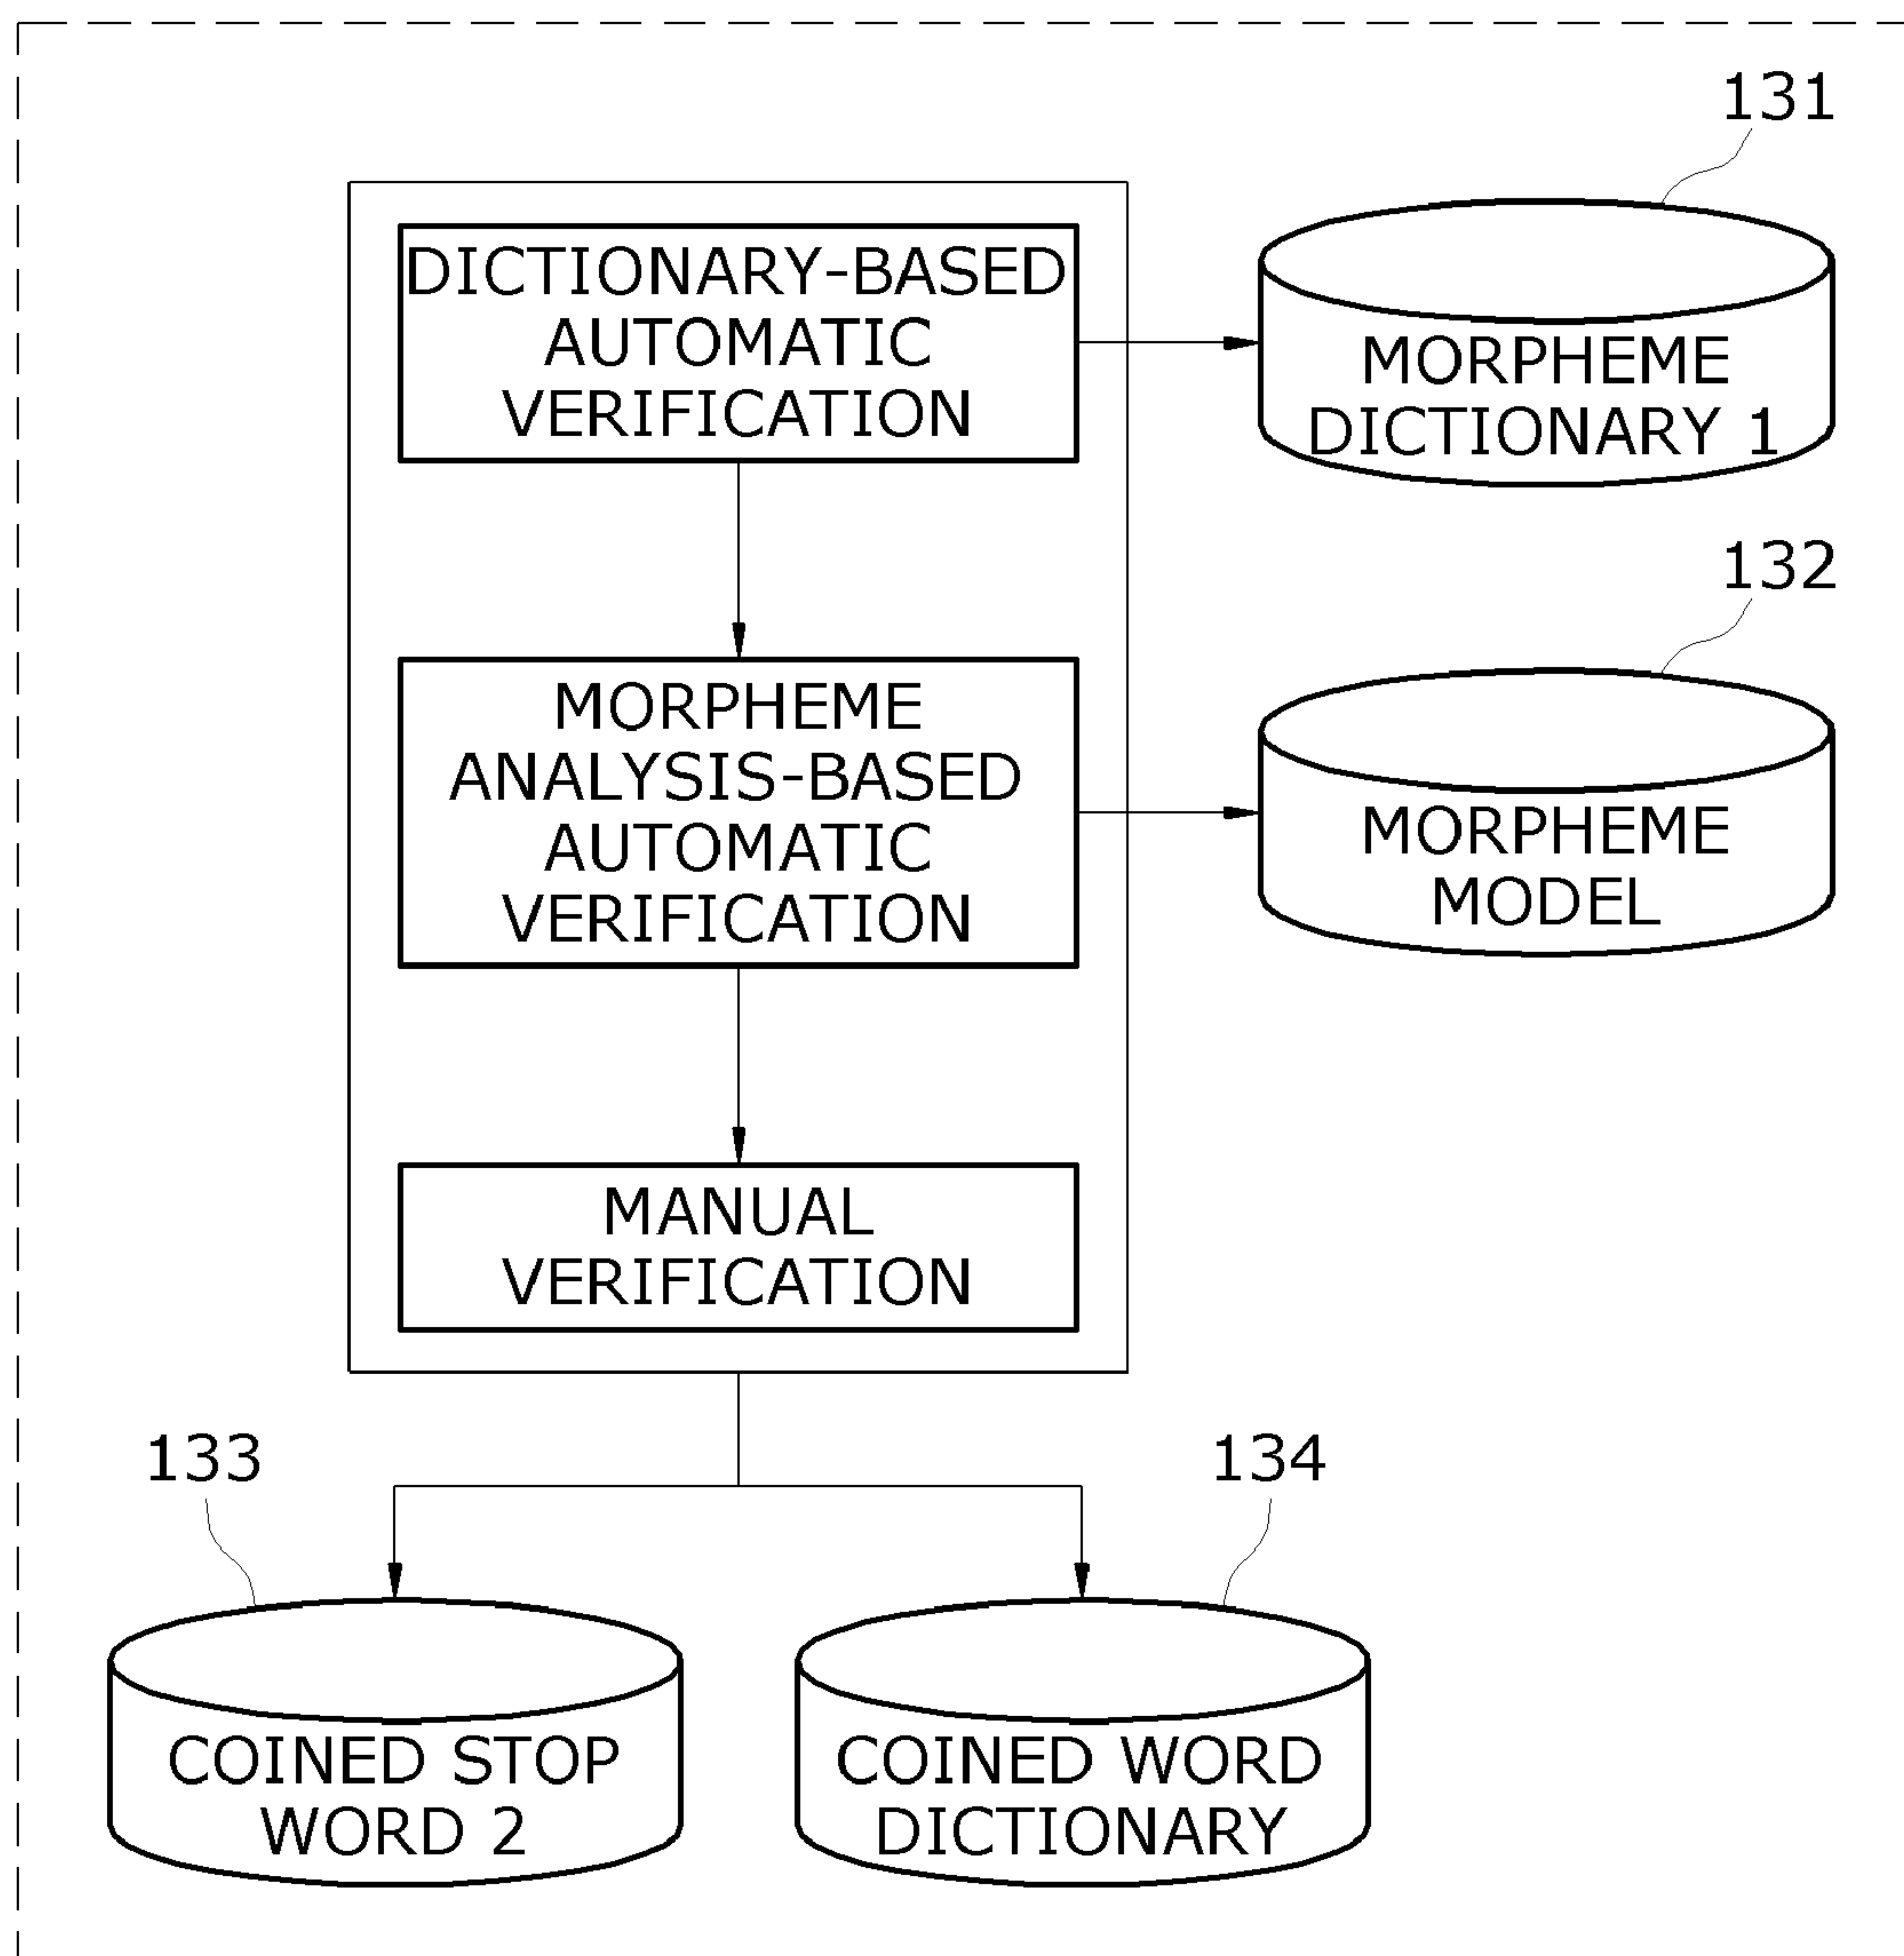 131
DICTIONARY-BASED
AUTOMATIC
VERIFICATION
MORPHEME
DICTIONARY 1
132
MORPHEME
ANALYSIS-BASED
AUTOMATIC
VERIFICATION
MORPHEME
MODEL
MANUAL
VERIFICATION
133
134
COINED STOP
WORD 2
COINED WORD
DICTIONARY